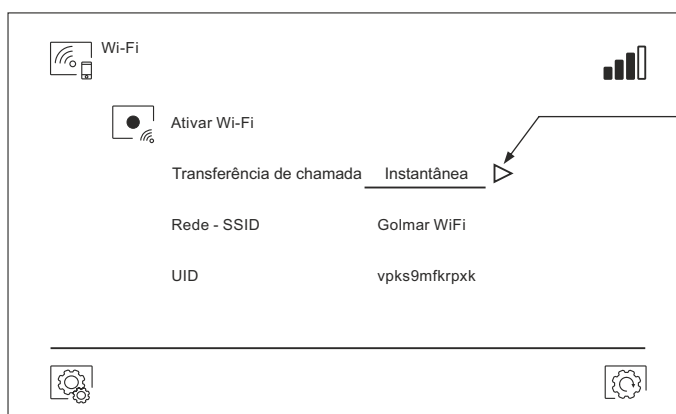 Wi-Fi
Ativar Wi-Fi
Transferência de chamada Instantânea
Rede - SSID Golmar WiFi
UID vpks9mfkrpxk